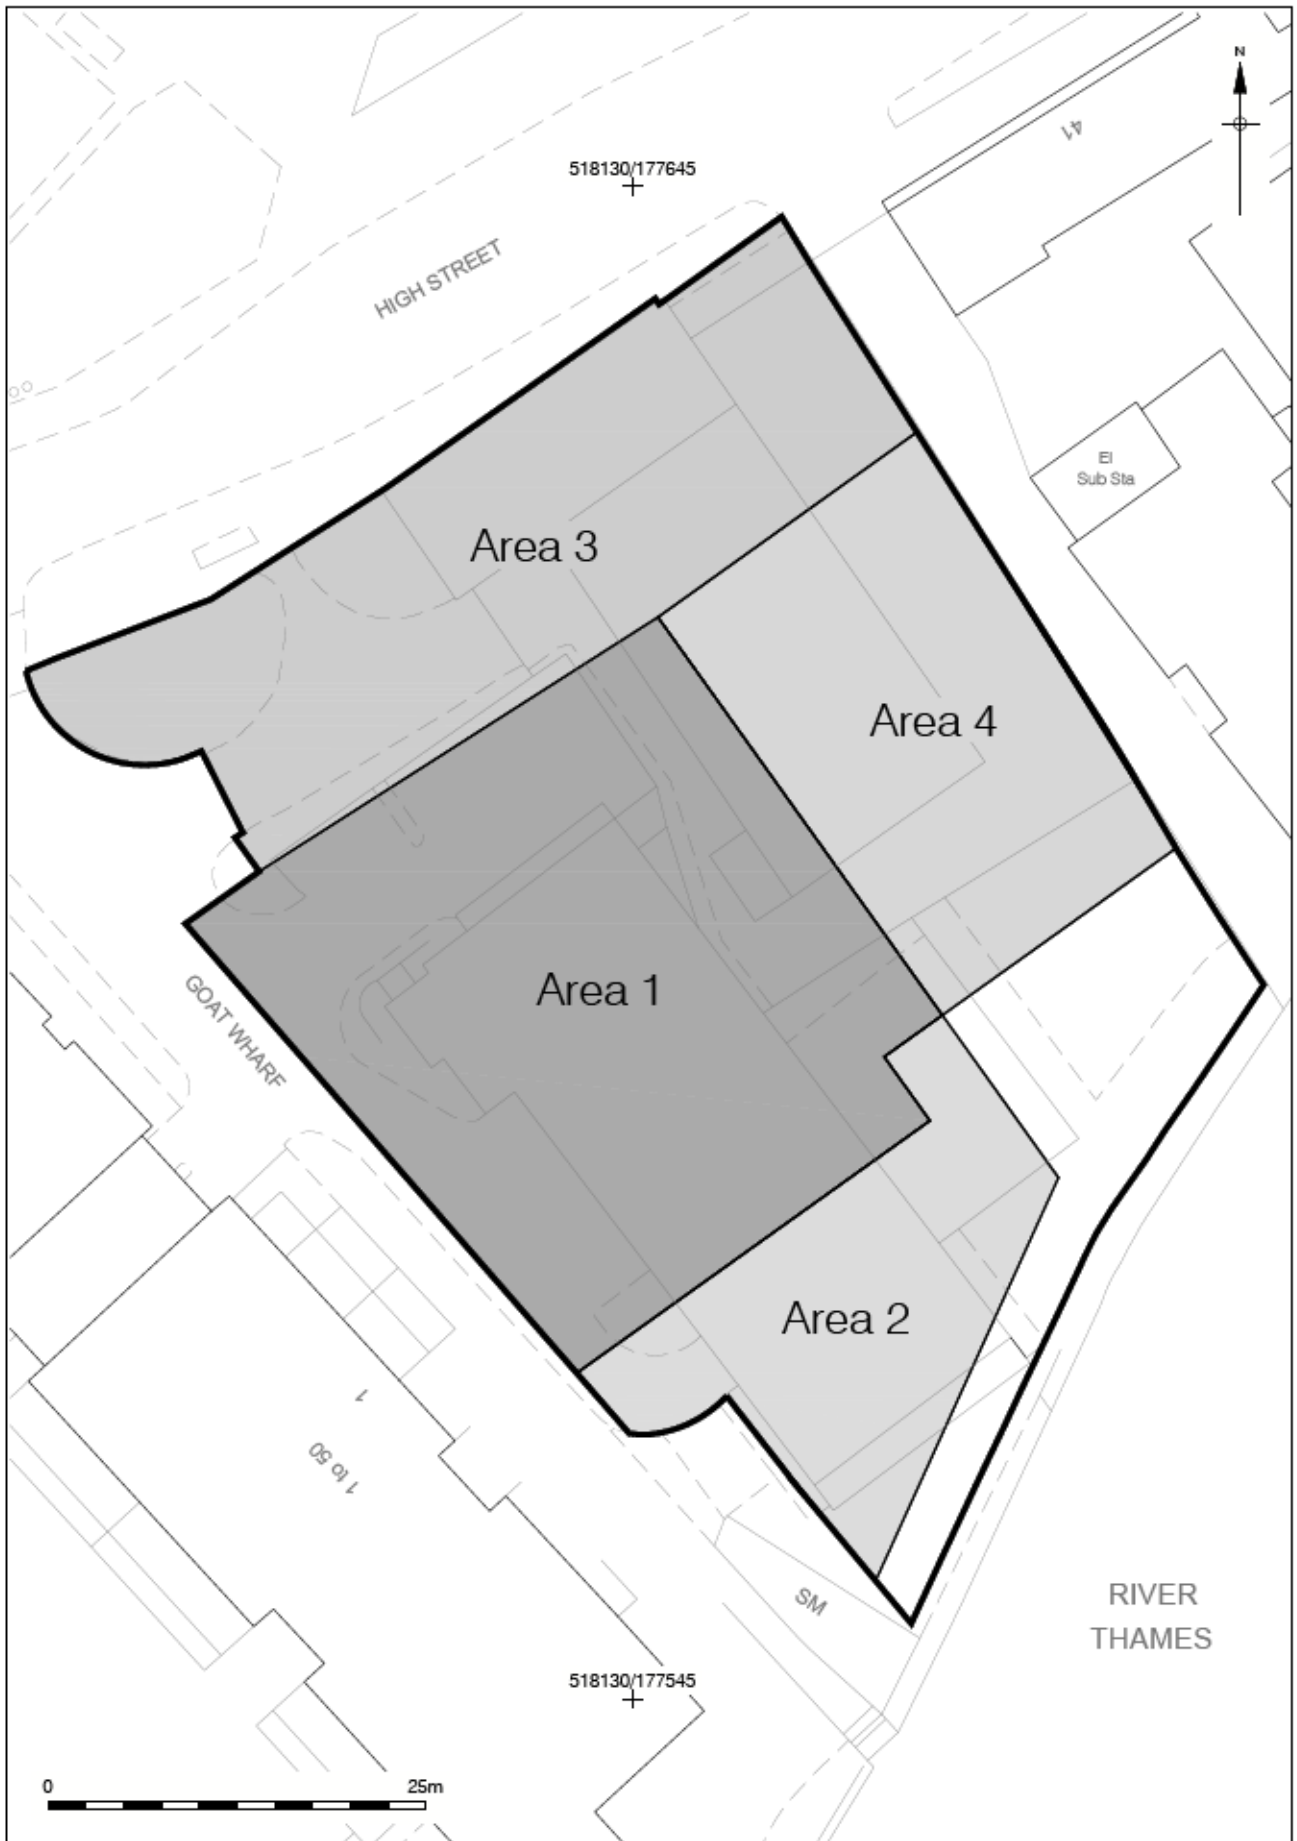 N
41
518130/177645
HIGH STREET
El
Sub Sta
Area 3
Area 4
Area 1
GOAT WHARF
Area 2
1
1 to 50
SM
RIVER
THAMES
518130/177545
0 25m